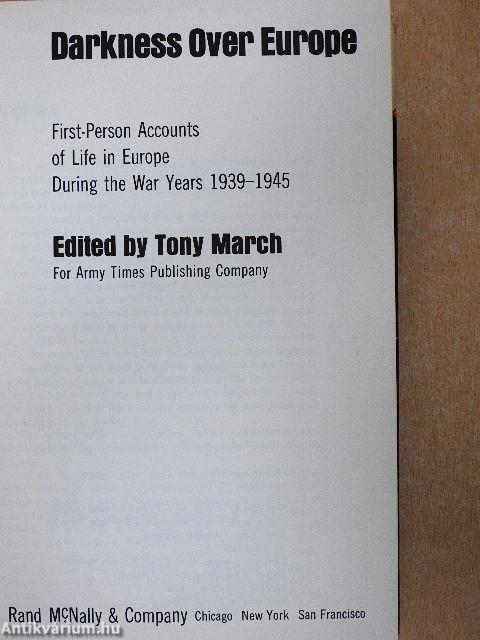 Darkness Over Europe
First-Person Accounts
of Life in Europe
During the War Years 1939–1945
Edited by Tony March
For Army Times Publishing Company
Rand McNally & Company Chicago New York San Francisco
Antikvárium.hu